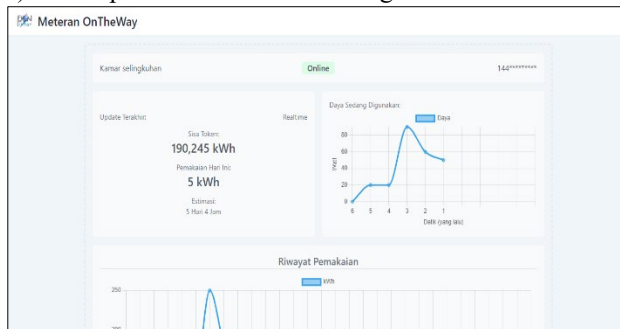 Meteran OnTheWay
Kamar selingkuhan
Online
144*********
Update Terakhir:
Realtime
Sisa Token:
190,245 kWh
Pemakaian Hari Ini:
5 kWh
Estimasi:
5 Hari 4 Jam
Daya Sedang Digunakan:
Daya
80
60
40
20
0
Watt
6 5 4 3 2 1
Detik (yang lalu)
Riwayat Pemakaian
kWh
250
200